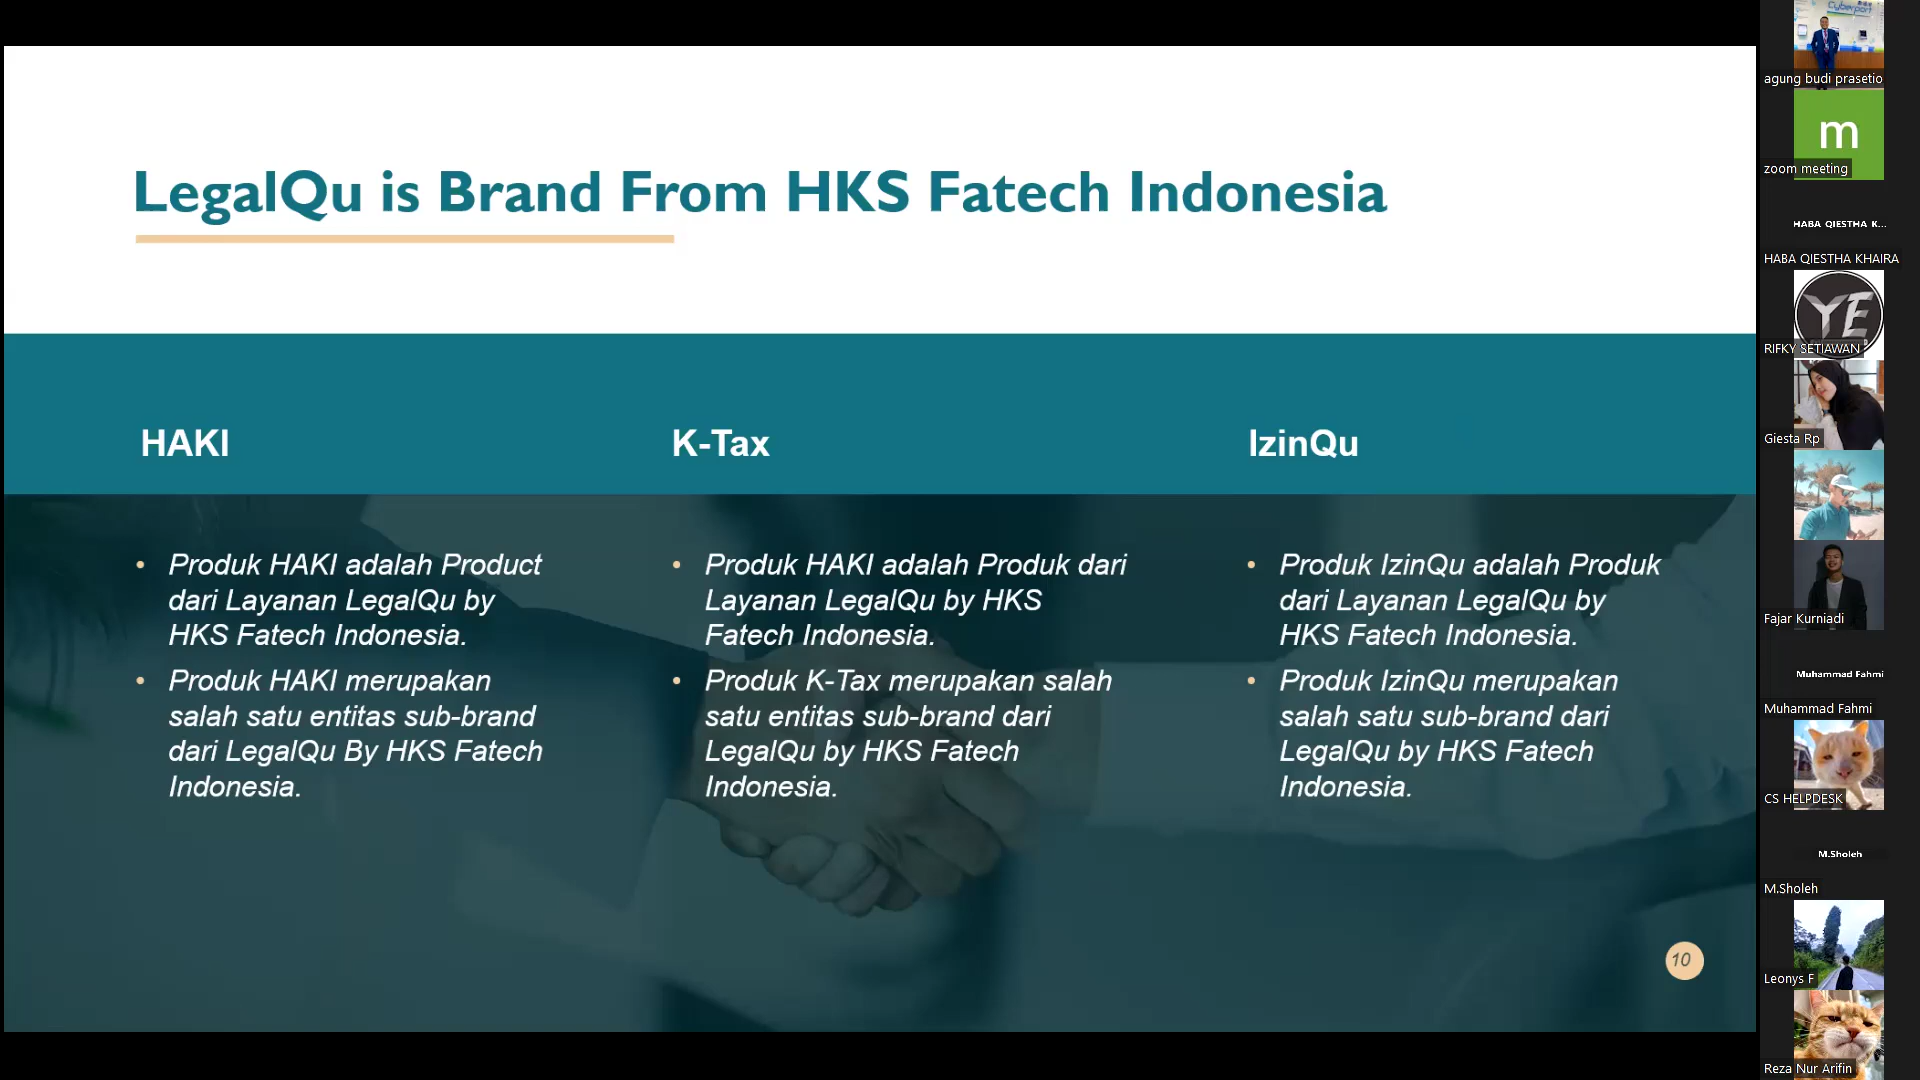 LegalQu is Brand From HKS Fatech Indonesia
HAKI
• Produk HAKI adalah Product
dari Layanan LegalQu by
HKS Fatech Indonesia.
• Produk HAKI merupakan
salah satu entitas sub-brand
dari LegalQu By HKS Fatech
Indonesia.
K-Tax
• Produk HAKI adalah Produk dari
Layanan LegalQu by HKS
Fatech Indonesia.
• Produk K-Tax merupakan salah
satu entitas sub-brand dari
LegalQu by HKS Fatech
Indonesia.
IzinQu
• Produk IzinQu adalah Produk
dari Layanan LegalQu by
HKS Fatech Indonesia.
• Produk IzinQu merupakan
salah satu sub-brand dari
LegalQu by HKS Fatech
Indonesia.
10
Cyberport
agung budi prasetio
m
zoom meeting
HABA QIESTHA K...
HABA QIESTHA KHAIRA
YE
RIFKY SETIAWAN
Giesta Rp
Fajar Kurniadi
Muhammad Fahmi
Muhammad Fahmi
CS HELPDESK
M.Sholeh
M.Sholeh
Leonys F
Reza Nur Arifin